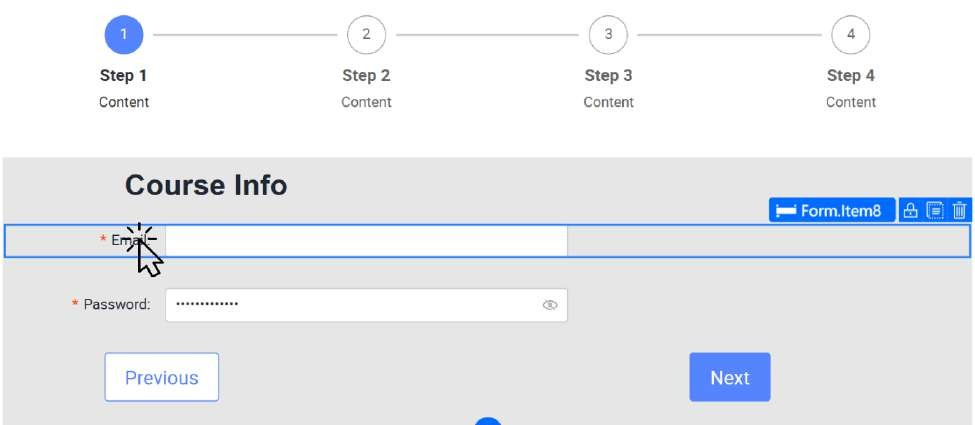 1 2 3 4
Step 1 Step 2 Step 3 Step 4
Content Content Content Content
Course Info
Form.Item8
* Email:
* Password: •••••••••••••
Previous Next